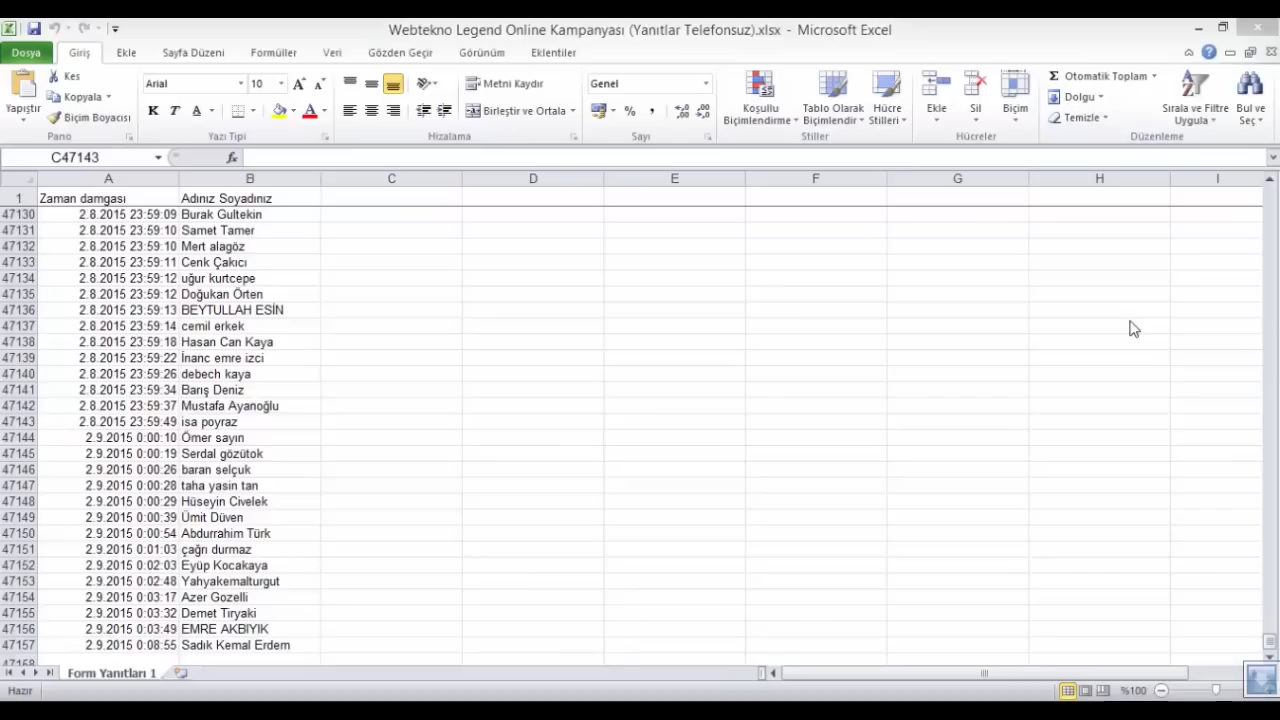 Webtekno Legend Online Kampanyası (Yanıtlar Telefonsuz).xlsx - Microsoft Excel
Dosya Giriş Ekle Sayfa Düzeni Formüller Veri Gözden Geçir Görünüm Eklentiler
Yapıştır Kes Kopyala Biçim Boyacısı
Pano
Arial 10
K T A
Yazı Tipi
Metni Kaydır
Birleştir ve Ortala
Hizalama
Genel
%
Sayı
Koşullu Biçimlendirme
Tablo Olarak Biçimlendir
Hücre Stilleri
Stiller
Ekle Sil Biçim
Hücreler
Σ Otomatik Toplam
Dolgu
Temizle
Sırala ve Filtre Uygula
Bul ve Seç
Düzenleme
C47143 fx
A B C D E F G H I
1 Zaman damgası Adınız Soyadınız
47130 2.8.2015 23:59:09 Burak Gultekin
47131 2.8.2015 23:59:10 Samet Tamer
47132 2.8.2015 23:59:10 Mert alagöz
47133 2.8.2015 23:59:11 Cenk Çakıcı
47134 2.8.2015 23:59:12 uğur kurtcepe
47135 2.8.2015 23:59:12 Doğukan Örten
47136 2.8.2015 23:59:13 BEYTULLAH ESİN
47137 2.8.2015 23:59:14 cemil erkek
47138 2.8.2015 23:59:18 Hasan Can Kaya
47139 2.8.2015 23:59:22 İnanc emre izci
47140 2.8.2015 23:59:26 debech kaya
47141 2.8.2015 23:59:34 Barış Deniz
47142 2.8.2015 23:59:37 Mustafa Ayanoğlu
47143 2.8.2015 23:59:49 isa poyraz
47144 2.9.2015 0:00:10 Ömer sayın
47145 2.9.2015 0:00:19 Serdal gözütok
47146 2.9.2015 0:00:26 baran selçuk
47147 2.9.2015 0:00:28 taha yasin tan
47148 2.9.2015 0:00:29 Hüseyin Civelek
47149 2.9.2015 0:00:39 Ümit Düven
47150 2.9.2015 0:00:54 Abdurrahim Türk
47151 2.9.2015 0:01:03 çağrı durmaz
47152 2.9.2015 0:02:03 Eyüp Kocakaya
47153 2.9.2015 0:02:48 Yahyakemalturgut
47154 2.9.2015 0:03:17 Azer Gozelli
47155 2.9.2015 0:03:32 Demet Tiryaki
47156 2.9.2015 0:03:49 EMRE AKBIYIK
47157 2.9.2015 0:08:55 Sadık Kemal Erdem
Form Yanıtları 1
Hazır %100